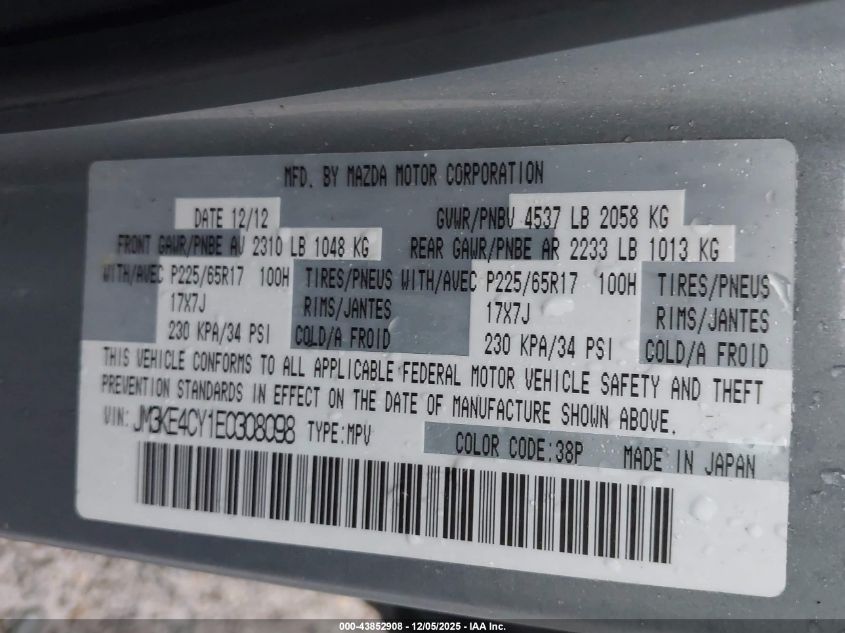 MFD. BY MAZDA MOTOR CORPORATION
DATE 12/12 GVWR/PNBV 4537 LB 2058 KG
FRONT GAWR/PNBE AV 2310 LB 1048 KG REAR GAWR/PNBE AR 2233 LB 1013 KG
WITH/AVEC P225/65R17 100H TIRES/PNEUS WITH/AVEC P225/65R17 100H TIRES/PNEUS
17X7J RIMS/JANTES 17X7J RIMS/JANTES
230 KPA/34 PSI COLD/A FROID 230 KPA/34 PSI COLD/A FROID
THIS VEHICLE CONFORMS TO ALL APPLICABLE FEDERAL MOTOR VEHICLE SAFETY AND THEFT
PREVENTION STANDARDS IN EFFECT ON THE DATE OF MANUFACTURE SHOWN ABOVE.
VIN: JM3KE4CY1E0308098 TYPE:MPV COLOR CODE:38P MADE IN JAPAN
000-43852908 - 12/05/2025 - IAA Inc.